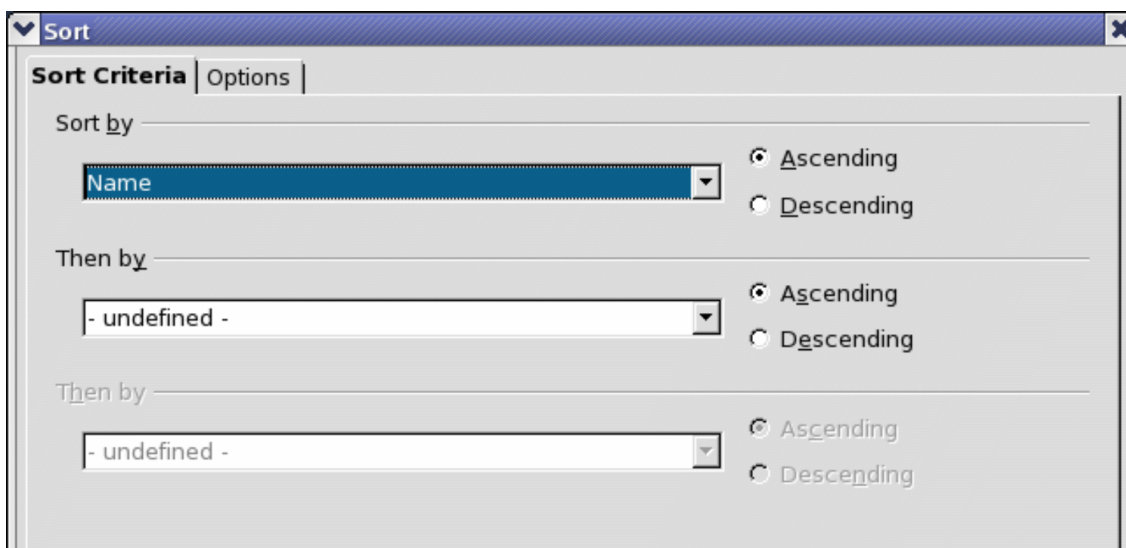 Sort
Sort Criteria Options
Sort by
Name
Ascending
Descending
Then by
- undefined -
Ascending
Descending
Then by
- undefined -
Ascending
Descending